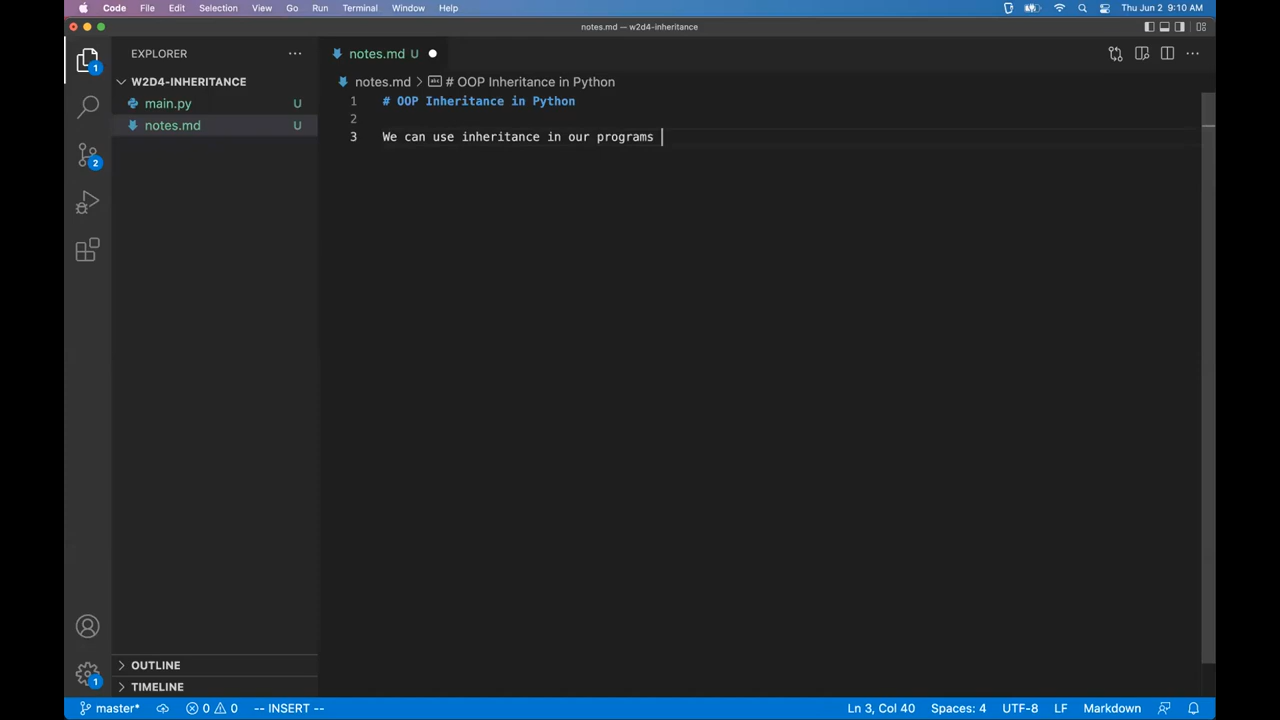 Code File Edit Selection View Go Run Terminal Window Help Thu Jun 2 9:10 AM
notes.md — w2d4-inheritance
EXPLORER
notes.md U
W2D4-INHERITANCE
notes.md > # OOP Inheritance in Python
main.py U
notes.md U
1 # OOP Inheritance in Python
2
3 We can use inheritance in our programs
1
2
1
OUTLINE
TIMELINE
master* 0 0 -- INSERT -- Ln 3, Col 40 Spaces: 4 UTF-8 LF Markdown